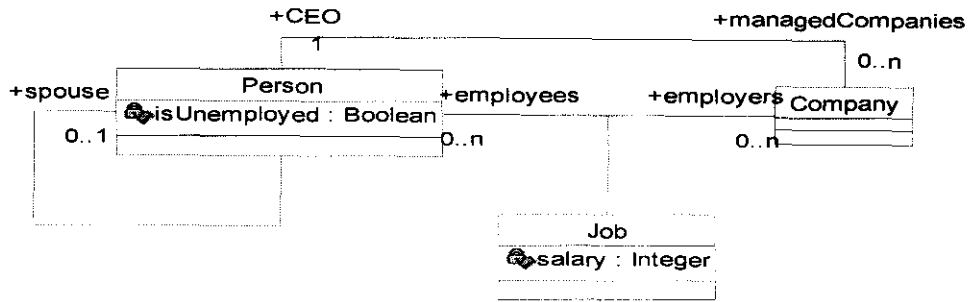 +CEO
+managedCompanies
1
0..n
Person
+spouse
+employees
+employers
Company
isUnemployed : Boolean
0..1
0..n
0..n
Job
salary : Integer